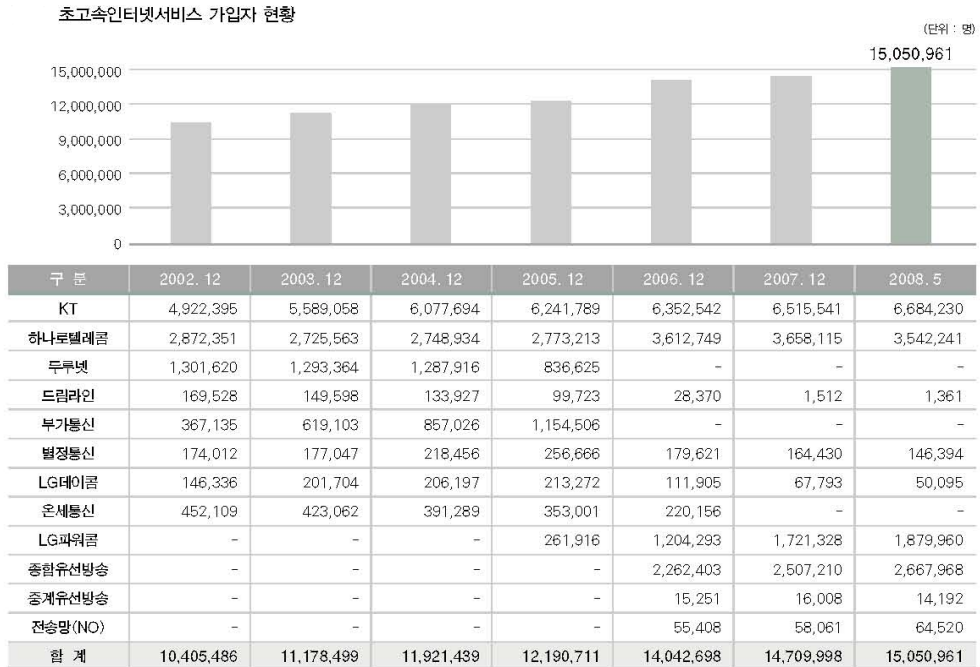 초고속인터넷서비스 가입자 현황
(단위 : 명)
15,050,961
15,000,000
12,000,000
9,000,000
6,000,000
3,000,000
0
구 분 2002. 12 2003. 12 2004. 12 2005. 12 2006. 12 2007. 12 2008. 5
KT 4,922,395 5,589,058 6,077,694 6,241,789 6,352,542 6,515,541 6,684,230
하나로텔레콤 2,872,351 2,725,563 2,748,934 2,773,213 3,612,749 3,658,115 3,542,241
두루넷 1,301,620 1,293,364 1,287,916 836,625 - - -
드림라인 169,528 149,598 133,927 99,723 28,370 1,512 1,361
부가통신 367,135 619,103 857,026 1,154,506 - - -
별정통신 174,012 177,047 218,456 256,666 179,621 164,430 146,394
LG데이콤 146,336 201,704 206,197 213,272 111,905 67,793 50,095
온세통신 452,109 423,062 391,289 353,001 220,156 - -
LG파워콤 - - - 261,916 1,204,293 1,721,328 1,879,960
종합유선방송 - - - - 2,262,403 2,507,210 2,667,968
중계유선방송 - - - - 15,251 16,008 14,192
전송망(NO) - - - - 55,408 58,061 64,520
합 계 10,405,486 11,178,499 11,921,439 12,190,711 14,042,698 14,709,998 15,050,961